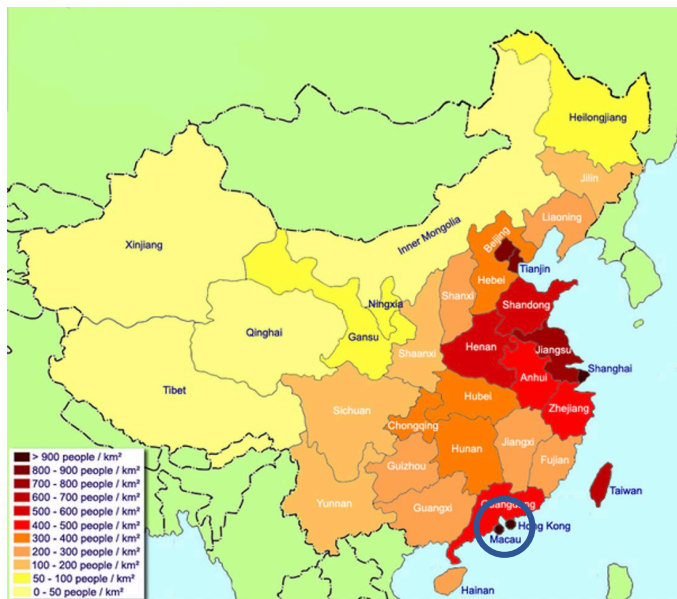 Heilongjiang
Jilin
Liaoning
Inner Mongolia
Xinjiang
Beijing
Tianjin
Hebei
Ningxia
Shanxi
Shandong
Qinghai
Gansu
Shaanxi
Henan
Jiangsu
Shanghai
Anhui
Tibet
Hubei
Zhejiang
Sichuan
Chongqing
Hunan
Jiangxi
Fujian
Guizhou
Yunnan
Guangxi
Guangdong
Taiwan
Hong Kong
Macau
Hainan
> 900 people / km²
800 - 900 people / km²
700 - 800 people / km²
600 - 700 people / km²
500 - 600 people / km²
400 - 500 people / km²
300 - 400 people / km²
200 - 300 people / km²
100 - 200 people / km²
50 - 100 people / km²
0 - 50 people / km²